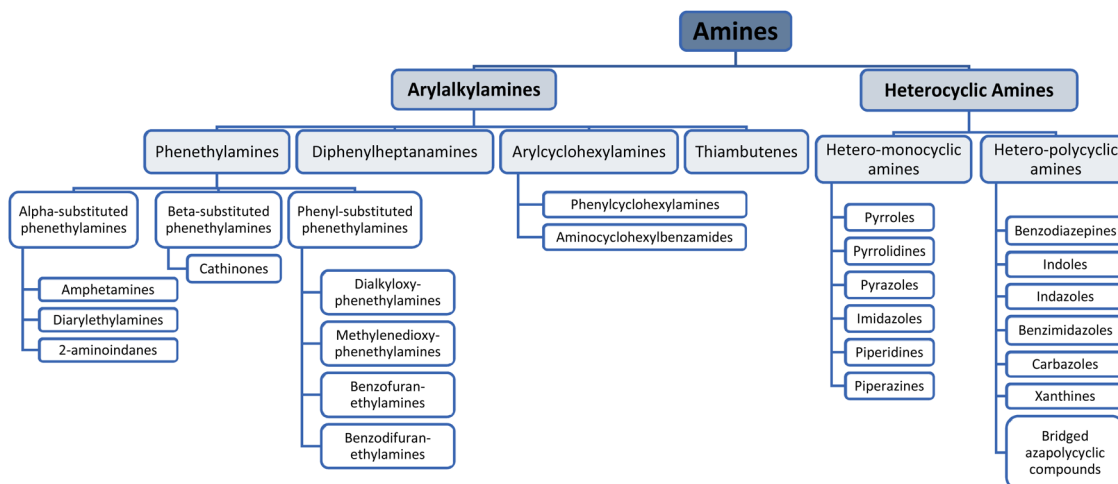 Amines
Arylalkylamines
Heterocyclic Amines
Phenethylamines
Diphenylheptanamines
Arylcyclohexylamines
Thiambutenes
Hetero-monocyclic
amines
Hetero-polycyclic
amines
Alpha-substituted
phenethylamines
Beta-substituted
phenethylamines
Phenyl-substituted
phenethylamines
Amphetamines
Diarylethylamines
2-aminoindanes
Cathinones
Dialkyloxy-
phenethylamines
Methylenedioxy-
phenethylamines
Benzofuran-
ethylamines
Benzodifuran-
ethylamines
Phenylcyclohexylamines
Aminocyclohexylbenzamides
Pyrroles
Pyrrolidines
Pyrazoles
Imidazoles
Piperidines
Piperazines
Benzodiazepines
Indoles
Indazoles
Benzimidazoles
Carbazoles
Xanthines
Bridged
azapolycyclic
compounds